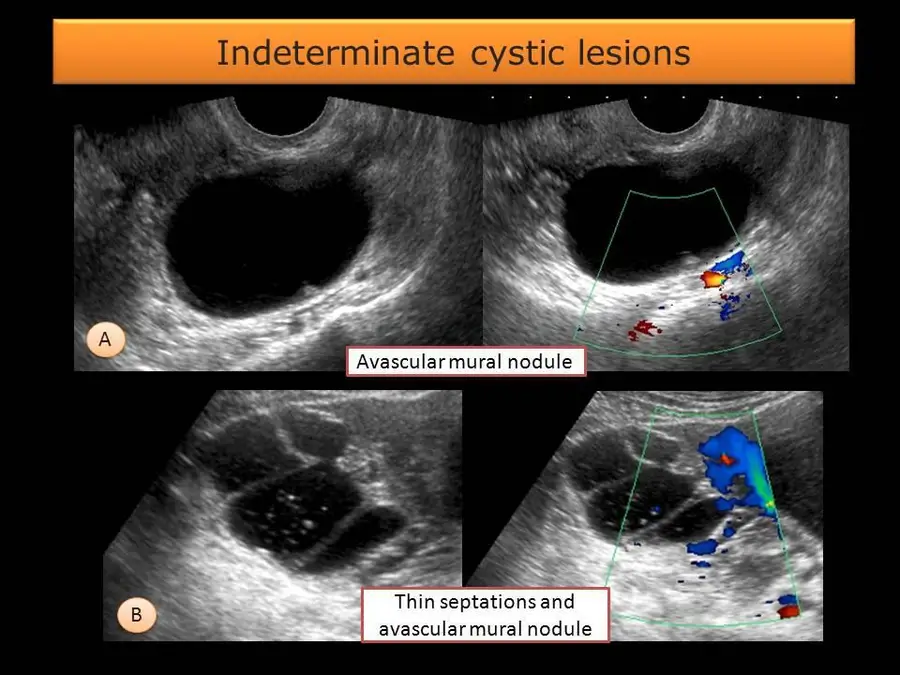 Indeterminate cystic lesions
A
Avascular mural nodule
B
Thin septations and
avascular mural nodule